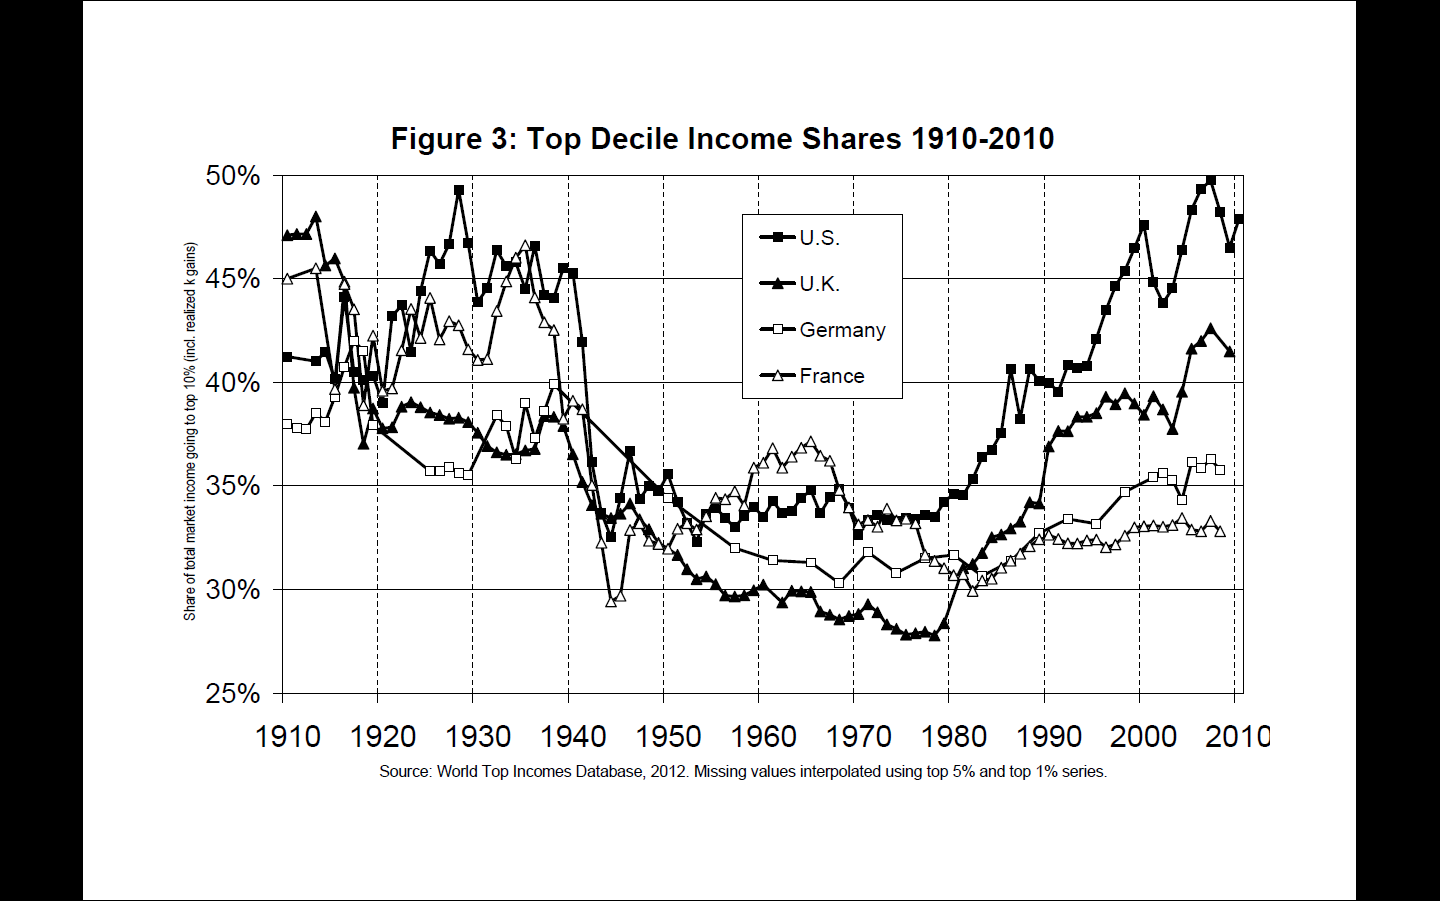 Figure 3: Top Decile Income Shares 1910-2010
Share of total market income going to top 10% (incl. realized k gains)
50%
45%
40%
35%
30%
25%
U.S.
U.K.
Germany
France
1910 1920 1930 1940 1950 1960 1970 1980 1990 2000 2010
Source: World Top Incomes Database, 2012. Missing values interpolated using top 5% and top 1% series.